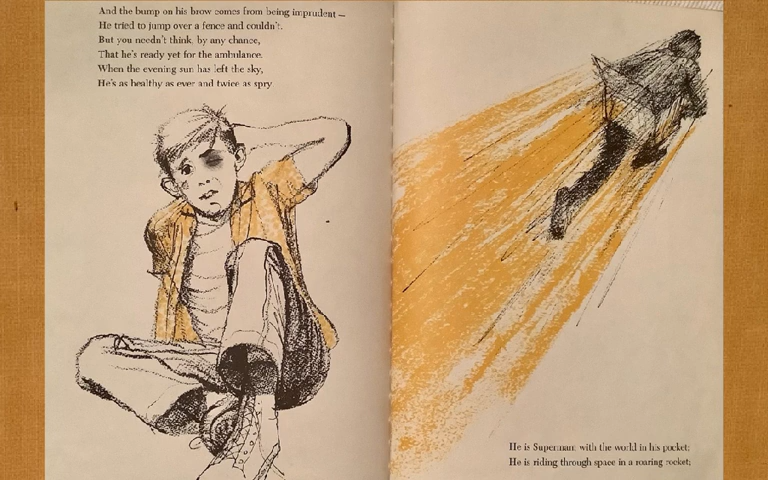 And the bump on his brow comes from being imprudent —
He tried to jump over a fence and couldn't.
But you needn't think, by any chance,
That he's ready yet for the ambulance.
When the evening sun has left the sky,
He's as healthy as ever and twice as spry
He is Superman with the world in his pocket;
He is riding through space in a roaring rocket;